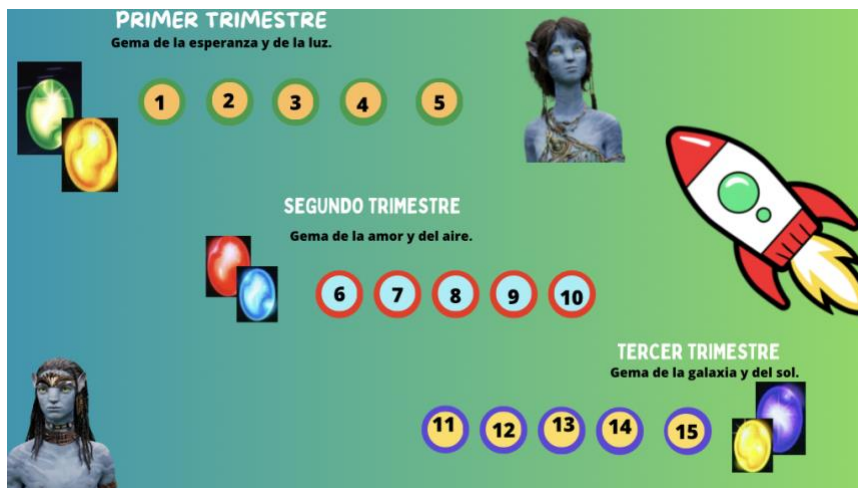 PRIMER TRIMESTRE
Gema de la esperanza y de la luz.
1 2 3 4 5
SEGUNDO TRIMESTRE
Gema de la amor y del aire.
6 7 8 9 10
TERCER TRIMESTRE
Gema de la galaxia y del sol.
11 12 13 14 15